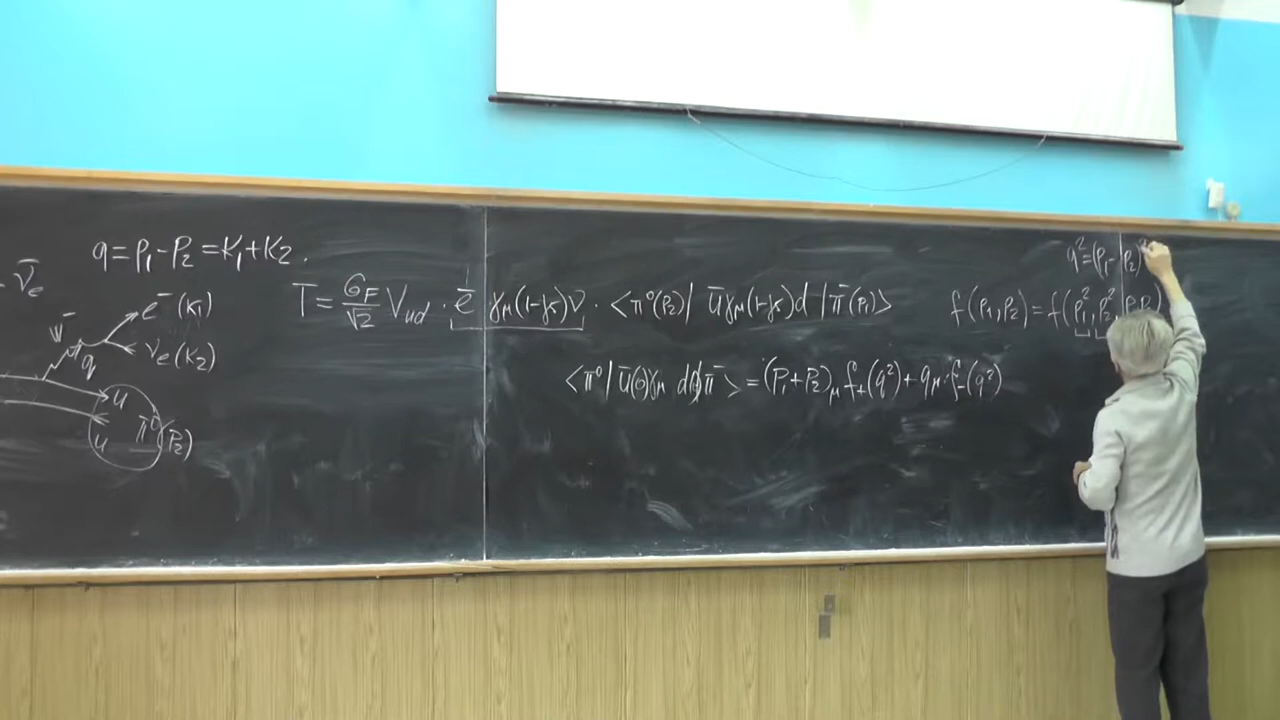 q = P₁ - P₂ = K₁ + K₂ .
- ν̄ₑ
e⁻ (K₁)
W⁻
q
νₑ (K₂)
u
u
π⁰ (P₂)
T = G_F/√2 V_ud · ē γ_μ(1-γ₅)ν · <π⁰(P₂)| ūγ_μ(1-γ₅)d |π⁻(P₁)>
<π⁰| ū(0)γ_μ d(0)|π⁻> = (P₁+P₂)_μ f₊(q²) + q_μ · f₋(q²)
q² = (P₁ - P₂)²
f(P₁,P₂) = f(P₁², P₂², P₁P₂)